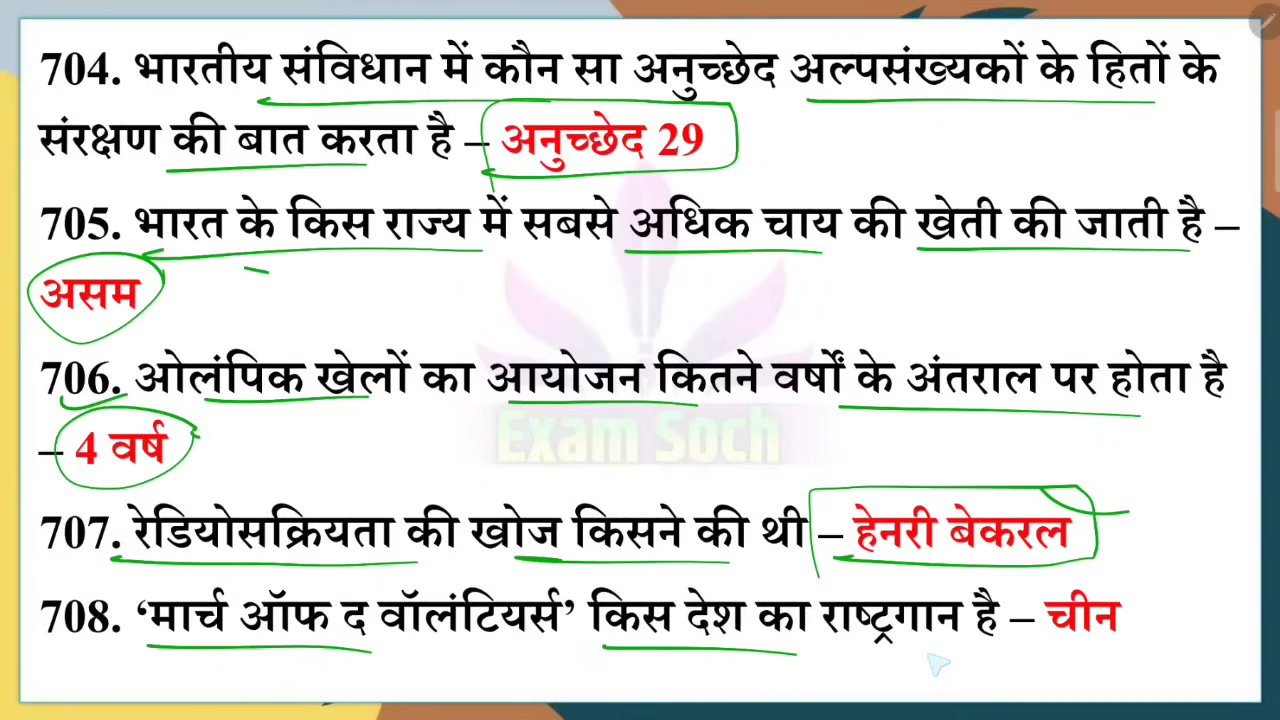 704. भारतीय संविधान में कौन सा अनुच्छेद अल्पसंख्यकों के हितों के
संरक्षण की बात करता है – अनुच्छेद 29
705. भारत के किस राज्य में सबसे अधिक चाय की खेती की जाती है –
असम
706. ओलंपिक खेलों का आयोजन कितने वर्षों के अंतराल पर होता है
– 4 वर्ष
Exam Soch
707. रेडियोसक्रियता की खोज किसने की थी – हेनरी बेकरल
708. ‘मार्च ऑफ द वॉलंटियर्स’ किस देश का राष्ट्रगान है – चीन